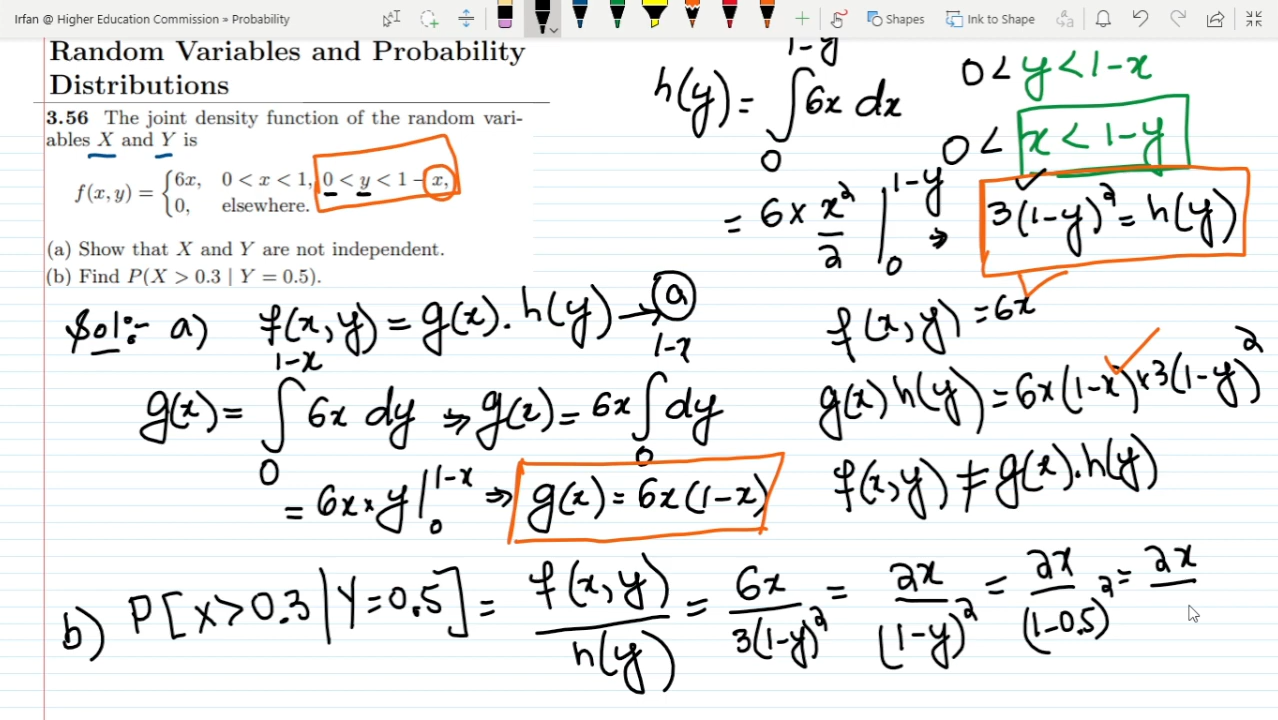 Irfan @ Higher Education Commission » Probability
Shapes
Ink to Shape
Random Variables and Probability
Distributions
3.56 The joint density function of the random vari-
ables X and Y is
f(x, y) = {6x, 0 < x < 1, 0 < y < 1 − x,
0, elsewhere.
(a) Show that X and Y are not independent.
(b) Find P(X > 0.3 | Y = 0.5).
h(y) = ∫₀^{1-y} 6x dx
0 < y < 1-x
0 < x < 1-y
= 6 × x²/2 |₀^{1-y} ⇒ 3(1-y)² = h(y)
Sol:- a) f(x,y) = g(x). h(y) → ⓐ
g(x) = ∫₀^{1-x} 6x dy ⇒ g(x) = 6x ∫₀^{1-x} dy
= 6x × y |₀^{1-x} ⇒ g(x) = 6x(1-x)
f(x,y) = 6x
g(x) h(y) = 6x(1-x) × 3(1-y)²
f(x,y) ≠ g(x). h(y)
b) P[X > 0.3 | Y = 0.5] = f(x,y)/h(y) = 6x/3(1-y)² = 2x/(1-y)² = 2x/(1-0.5)² = 2x